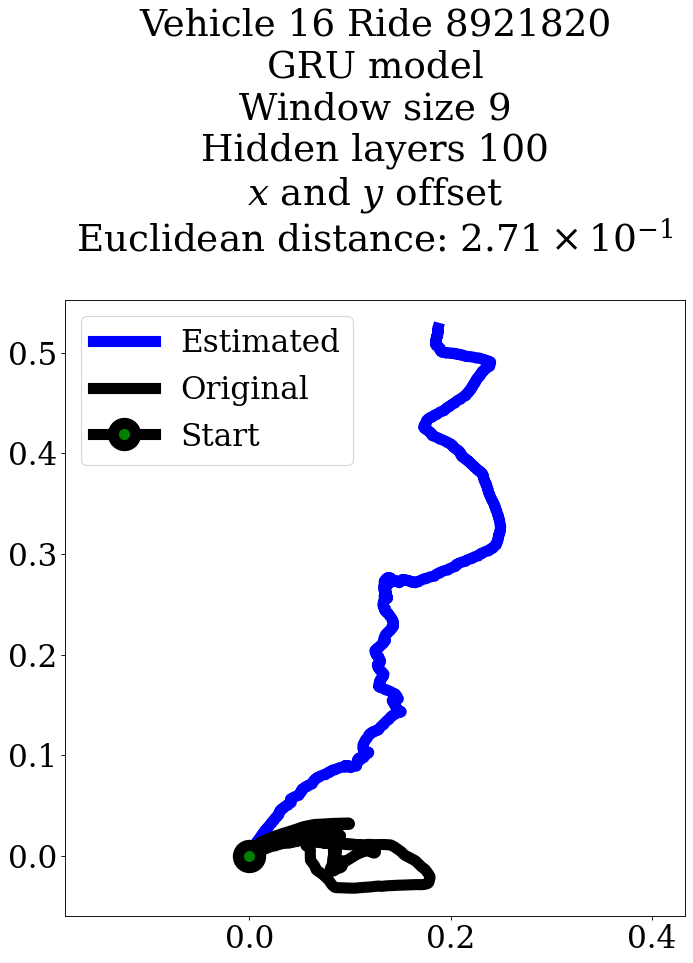 Vehicle 16 Ride 8921820
GRU model
Window size 9
Hidden layers 100
x and y offset
Euclidean distance: 2.71 × 10⁻¹
Estimated
Original
Start
0.5
0.4
0.3
0.2
0.1
0.0
0.0 0.2 0.4